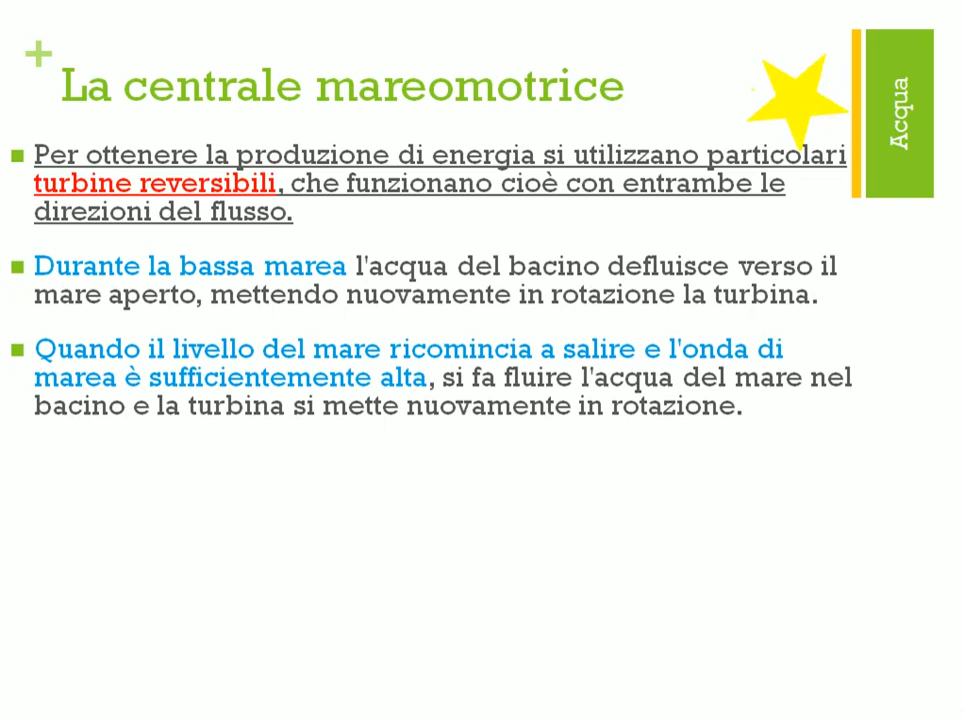 +
La centrale mareomotrice
Acqua
Per ottenere la produzione di energia si utilizzano particolari
turbine reversibili, che funzionano cioè con entrambe le
direzioni del flusso.
Durante la bassa marea l'acqua del bacino defluisce verso il
mare aperto, mettendo nuovamente in rotazione la turbina.
Quando il livello del mare ricomincia a salire e l'onda di
marea è sufficientemente alta, si fa fluire l'acqua del mare nel
bacino e la turbina si mette nuovamente in rotazione.